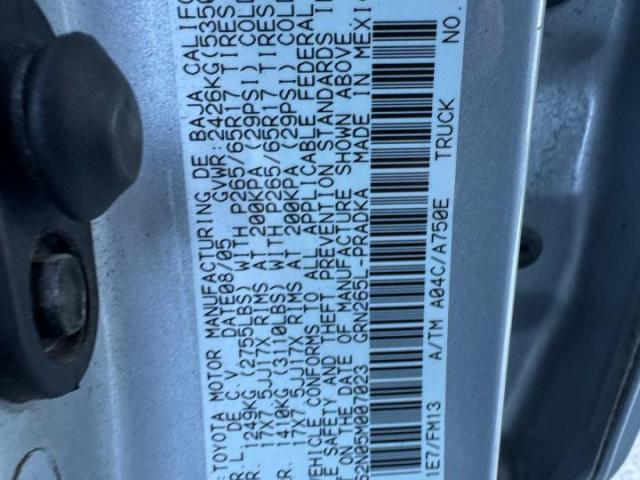 TOYOTA MOTOR MANUFACTURING DE BAJA CALIFO
R.L. DE C.V. DATE08/05 GVWR: 2426KG(5350
1249KG (2755LBS) WITH P265/65R17 TIRES
17X7.5JJ17X RIMS AT 200KPA (29PSI) COLD
1410KG (3110LBS) WITH P265/65R17 TIRES
17X7.5JJ17X RIMS AT 200KPA (29PSI) COLD
VEHICLE CONFORMS TO ALL APPLICABLE FEDERAL
E SAFETY AND THEFT PREVENTION STANDARDS
T ON THE DATE OF MANUFACTURE SHOWN ABOVE.
62N05M007023 GRN265L-PRADKA MADE IN MEXIC
1E7/FM13 A/TM A04C/A750E TRUCK NO.